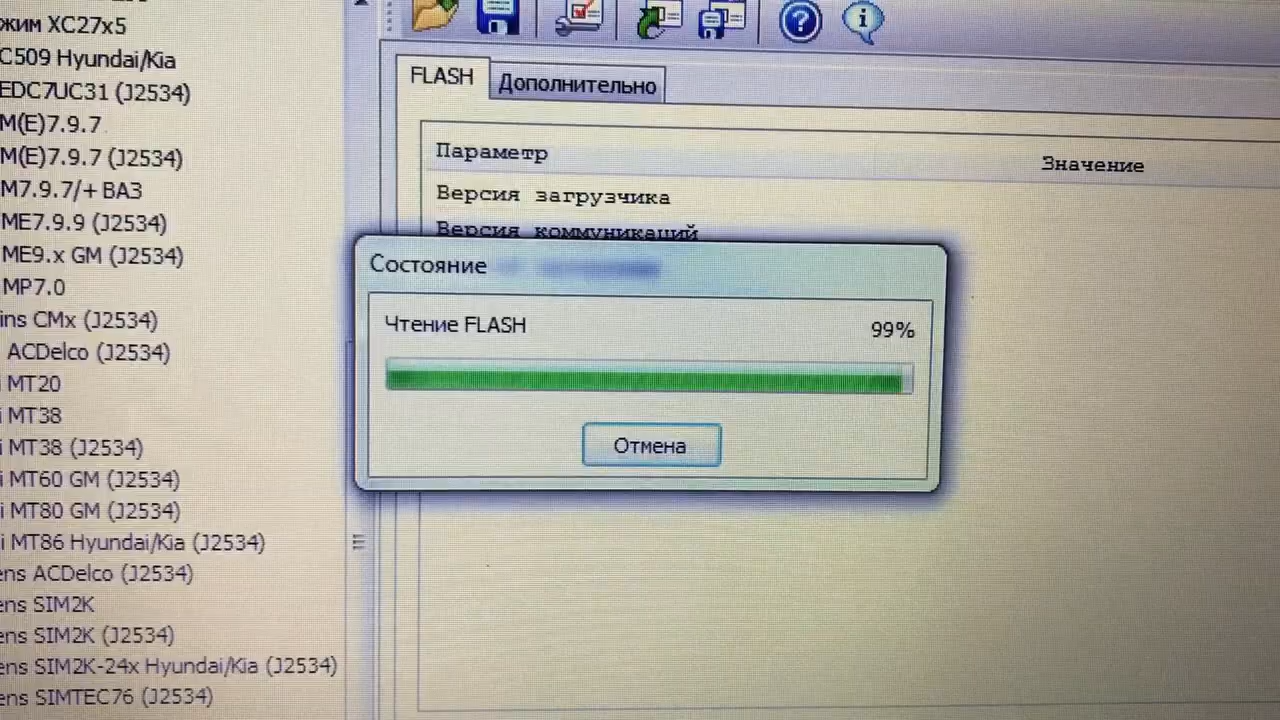 жим XC27x5
C509 Hyundai/Kia
EDC7UC31 (J2534)
M(E)7.9.7
M(E)7.9.7 (J2534)
M7.9.7/+ ВАЗ
ME7.9.9 (J2534)
ME9.x GM (J2534)
MP7.0
ins CMx (J2534)
ACDelco (J2534)
i MT20
i MT38
i MT38 (J2534)
i MT60 GM (J2534)
i MT80 GM (J2534)
i MT86 Hyundai/Kia (J2534)
ens ACDelco (J2534)
ens SIM2K
ens SIM2K (J2534)
ens SIM2K-24x Hyundai/Kia (J2534)
ens SIMTEC76 (J2534)
FLASH Дополнительно
Параметр Значение
Версия загрузчика
Версия коммуникаций
Состояние
Чтение FLASH 99%
Отмена